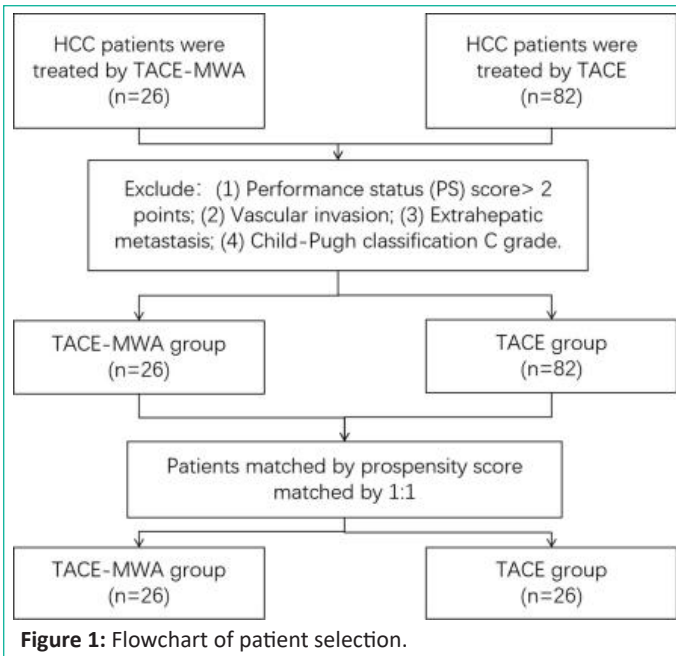 HCC patients were
treated by TACE-MWA
(n=26)
HCC patients were
treated by TACE
(n=82)
Exclude: (1) Performance status (PS) score> 2
points; (2) Vascular invasion; (3) Extrahepatic
metastasis; (4) Child-Pugh classification C grade.
TACE-MWA group
(n=26)
TACE group
(n=82)
Patients matched by prospensity score
matched by 1:1
TACE-MWA group
(n=26)
TACE group
(n=26)
Figure 1: Flowchart of patient selection.